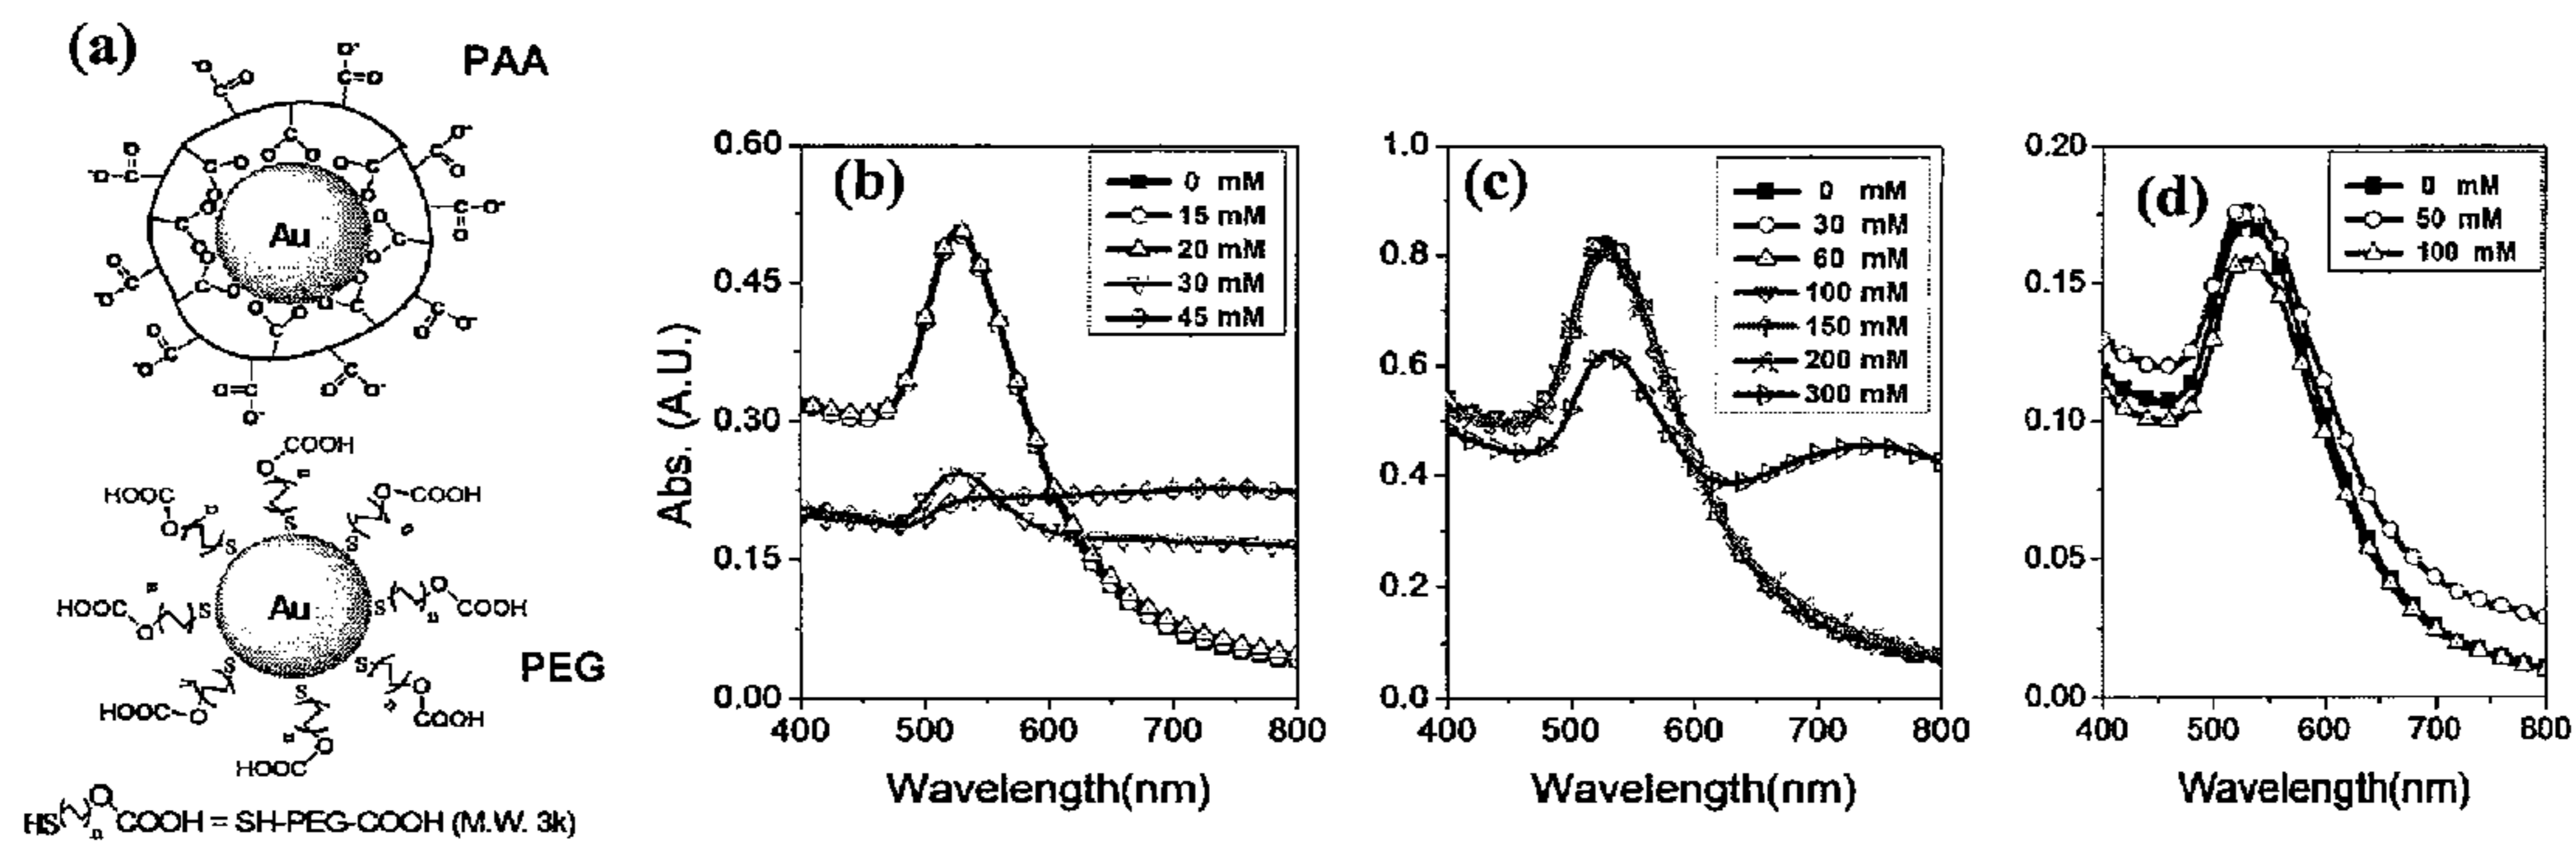 (a)
PAA
Au
COOH
HOOC
COOH
HOOC
COOH
Au
HOOC
COOH
HOOC
PEG
HOOC
COOH
HOOC
HS COOH = SH-PEG-COOH (M.W. 3k)
Abs. (A.U.)
(b)
0 mM
15 mM
20 mM
30 mM
45 mM
0.60
0.45
0.30
0.15
0.00
400 500 600 700 800
Wavelength(nm)
(c)
0 mM
30 mM
60 mM
100 mM
150 mM
200 mM
300 mM
1.0
0.8
0.6
0.4
0.2
0.0
400 500 600 700 800
Wavelength(nm)
(d)
0 mM
50 mM
100 mM
0.20
0.15
0.10
0.05
0.00
400 500 600 700 800
Wavelength(nm)